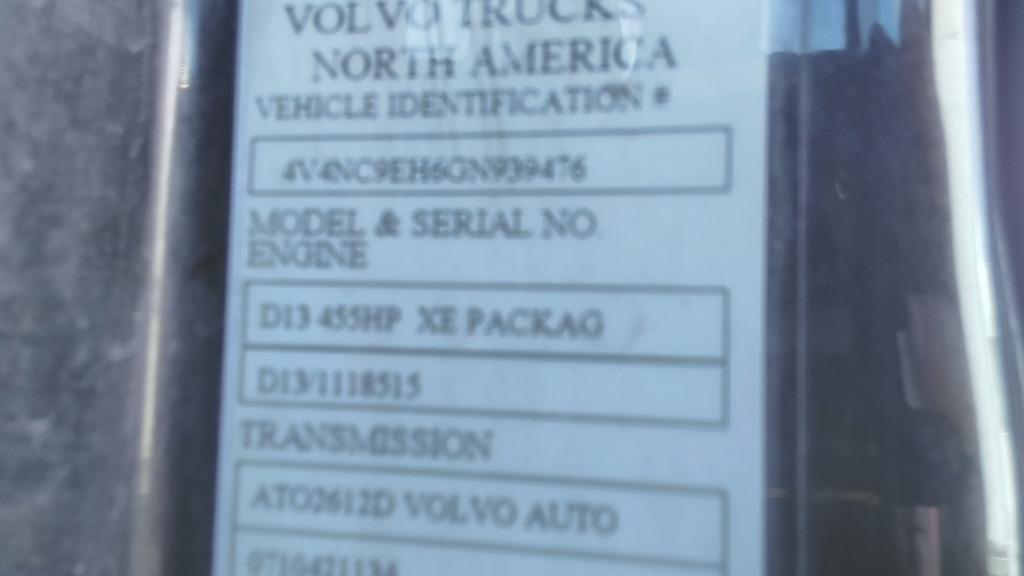 VOLVO TRUCKS
NORTH AMERICA
VEHICLE IDENTIFICATION #
4V4NC9EH6GN939476
MODEL & SERIAL NO.
ENGINE
D13 455HP XE PACKAG
D13/1118515
TRANSMISSION
ATO2612D VOLVO AUTO